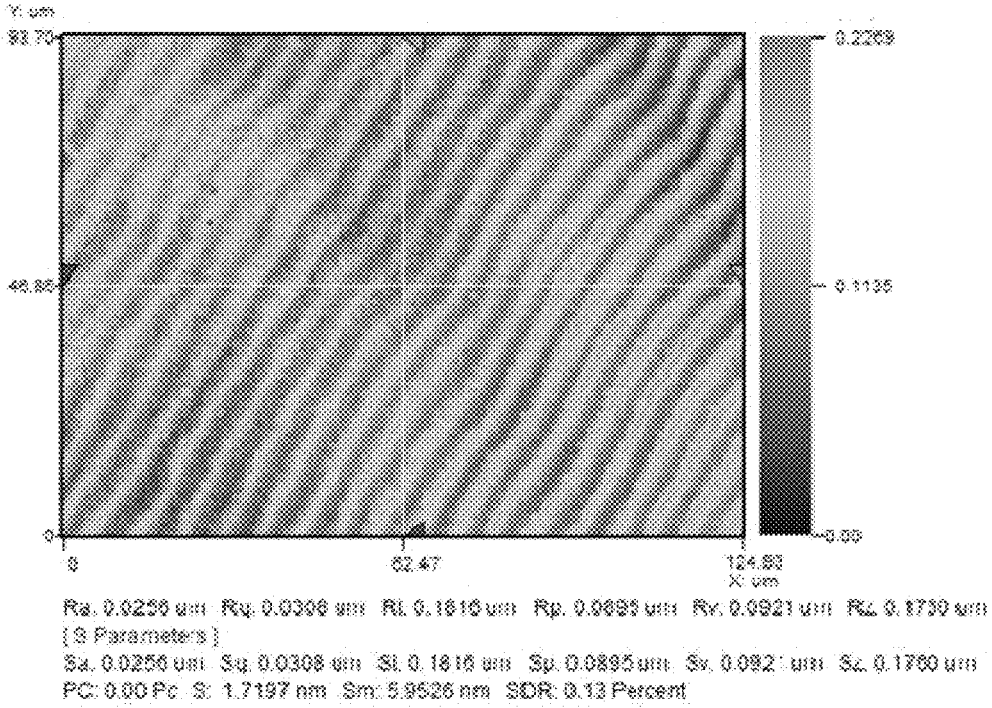 Y: um
93.70
0.2269
46.85
0.1135
0
0.00
0
62.47
124.93
X: um
Ra: 0.0256 um Rq: 0.0308 um Rt: 0.1816 um Rp: 0.0895 um Rv: 0.0921 um Rz: 0.1760 um
[ S Parameters ]
Sa: 0.0256 um Sq: 0.0308 um St: 0.1816 um Sp: 0.0895 um Sv: 0.0921 um Sz: 0.1760 um
PC: 0.00 Pc S: 1.7197 nm Sm: 5.9526 nm SDR: 0.13 Percent